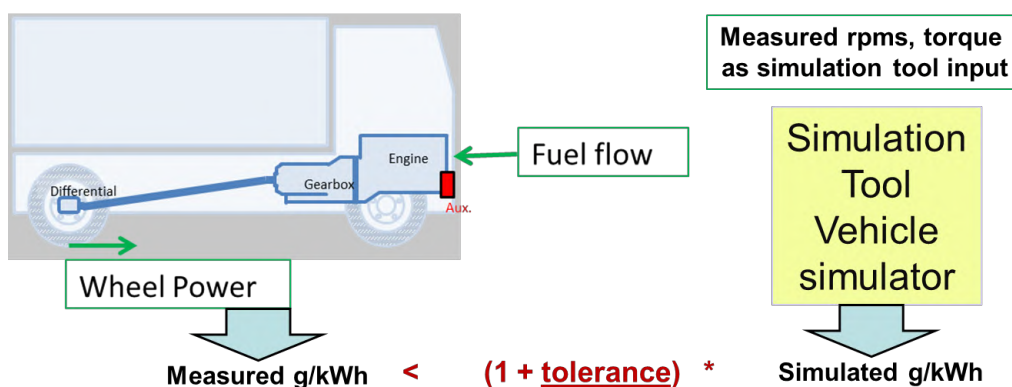 Measured rpms, torque
as simulation tool input
Engine
Fuel flow
Gearbox
Differential
Aux.
Simulation
Tool
Vehicle
simulator
Wheel Power
Measured g/kWh < (1 + tolerance) * Simulated g/kWh